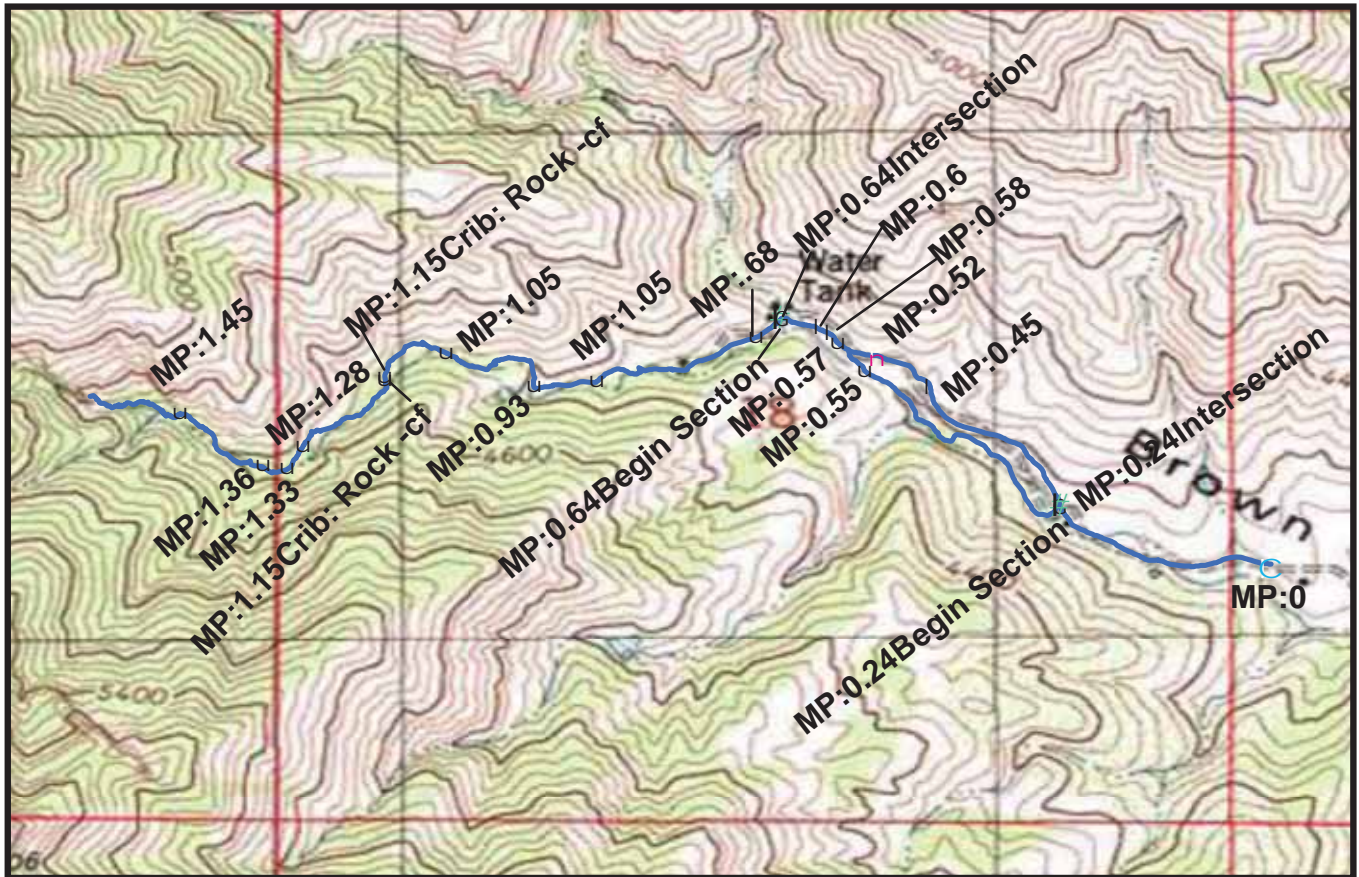 5000
MP:0.64Intersection
MP:1.15Crib: Rock -cf
MP:0.6
MP:0.58
Water
Tank
MP:.68
MP:0.52
5000
MP:1.45
MP:1.05
MP:1.05
MP:0.45
MP:1.28
MP:0.57
8
MP:0.55
MP:0.93
4600
MP:0.64Begin Section
MP:1.36
MP:1.33
MP:1.15Crib: Rock -cf
MP:0.24Intersection
Brown
MP:0.24Begin Section
MP:0
5400
u
u
u
u
u
u
u
u
u
u
u
n
C